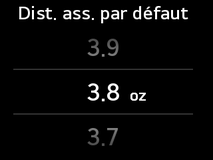 Dist. ass. par défaut
3.9
3.8 oz
3.7